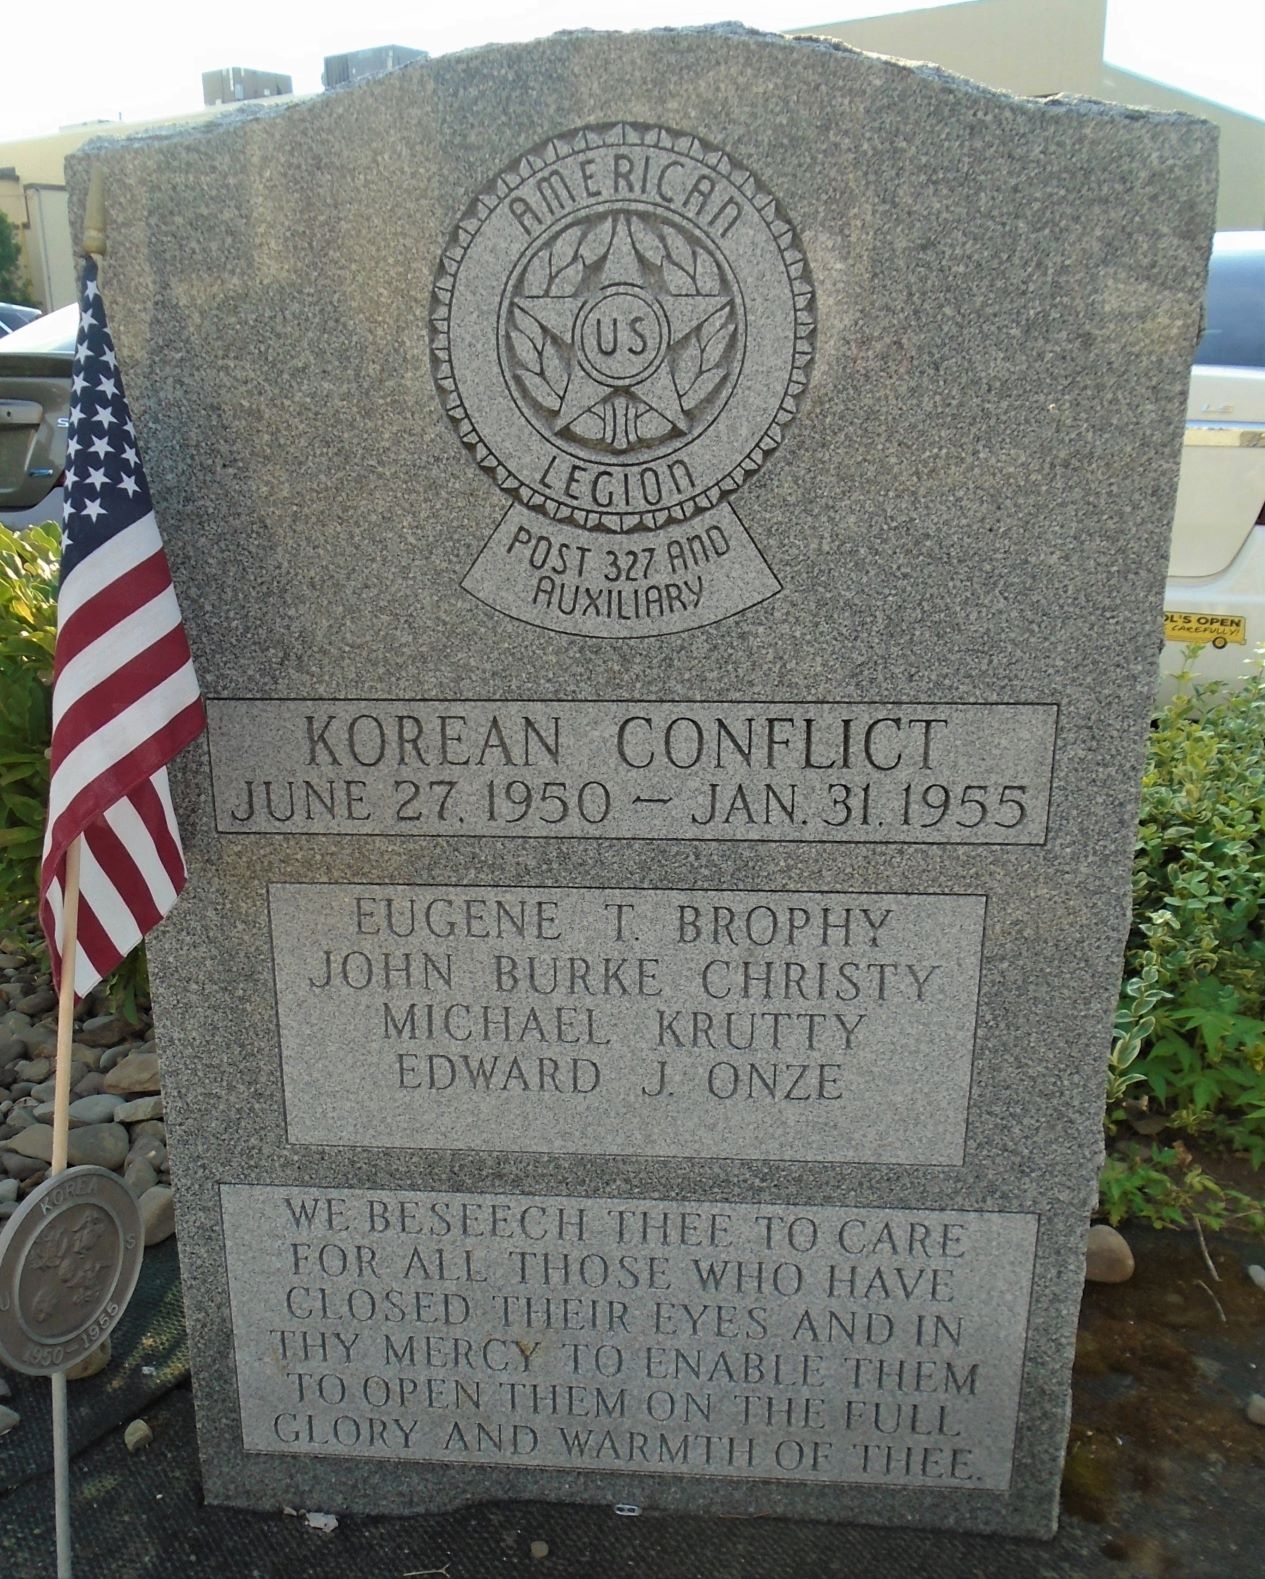 AMERICAN
US
LEGION
POST 327 AND
AUXILIARY
KOREAN CONFLICT
JUNE 27, 1950 — JAN. 31, 1955
EUGENE T. BROPHY
JOHN BURKE CHRISTY
MICHAEL KRUTTY
EDWARD J. ONZE
WE BESEECH THEE TO CARE
FOR ALL THOSE WHO HAVE
CLOSED THEIR EYES AND IN
THY MERCY TO ENABLE THEM
TO OPEN THEM ON THE FULL
GLORY AND WARMTH OF THEE.
KOREA
U S
1950-1955
OL'S OPEN
CAREFULLY!